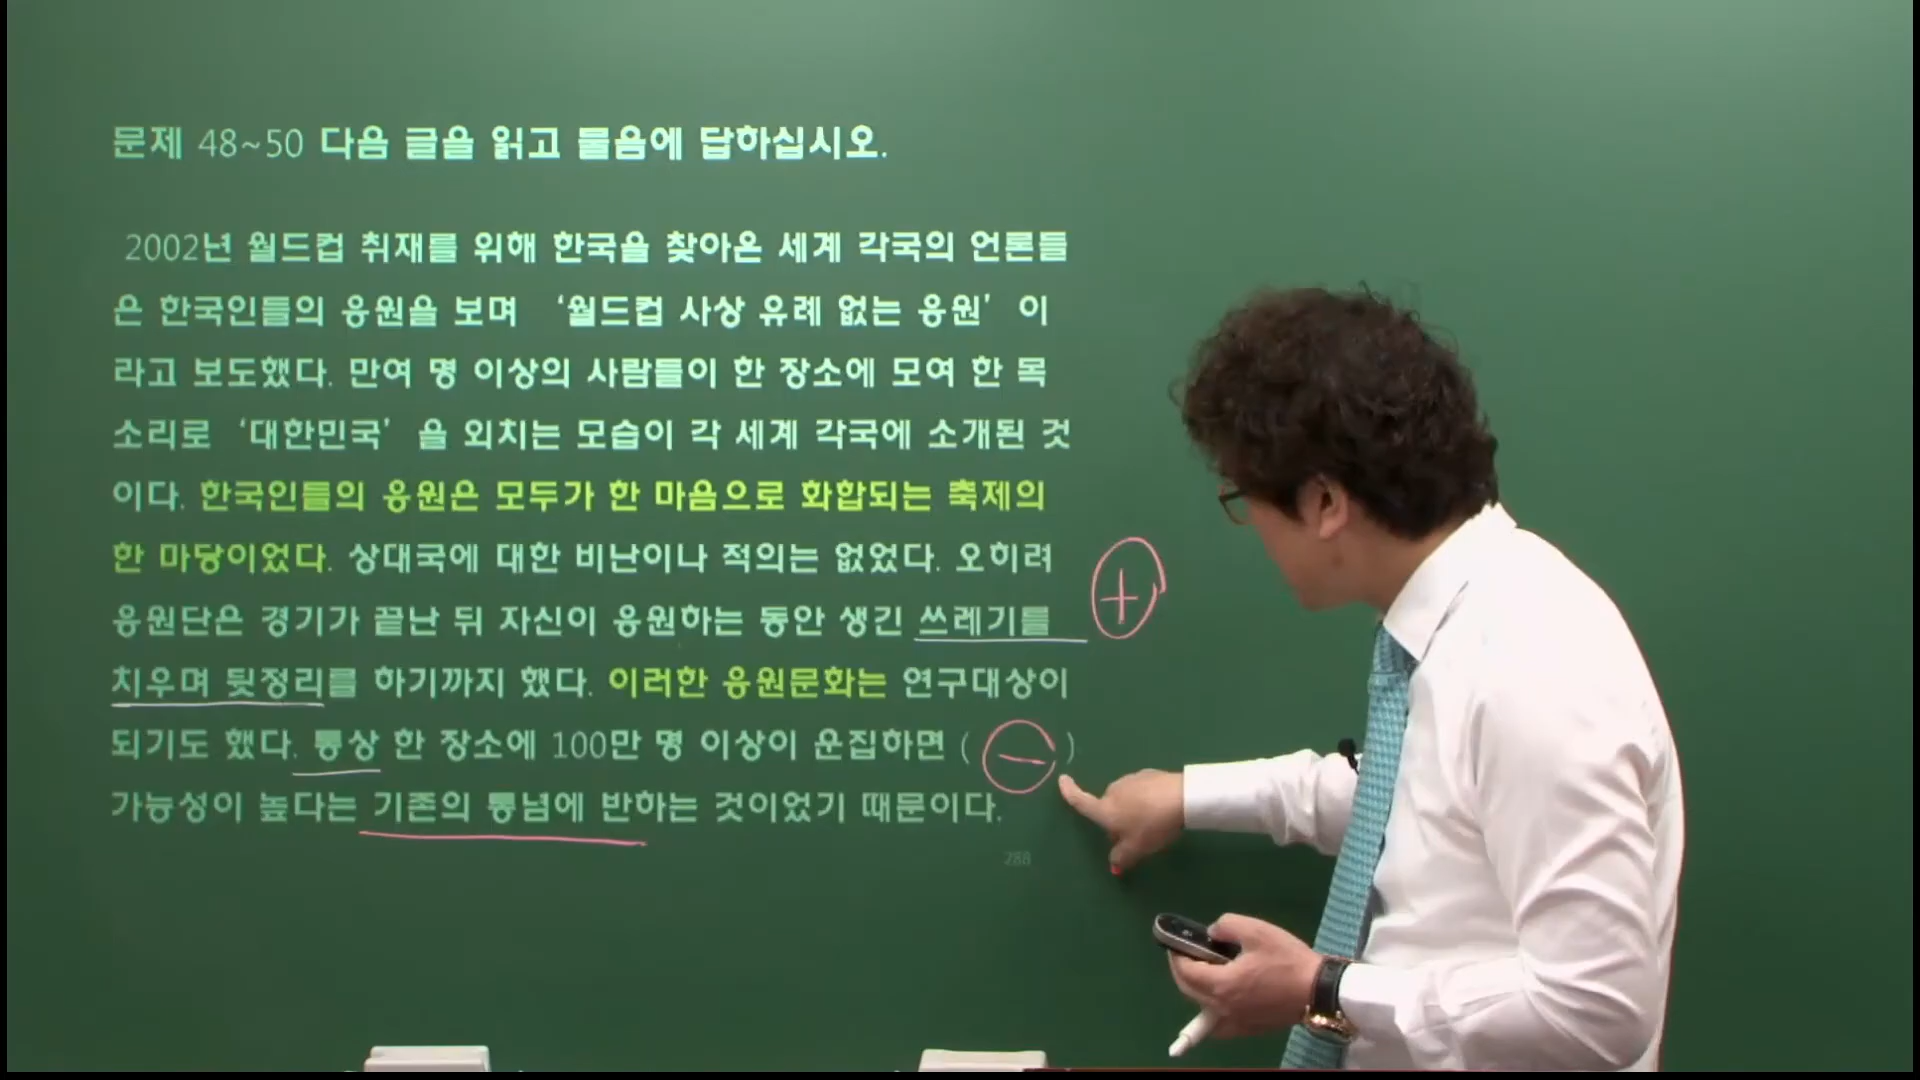 문제 48~50 다음 글을 읽고 물음에 답하십시오.
2002년 월드컵 취재를 위해 한국을 찾아온 세계 각국의 언론들
은 한국인들의 응원을 보며 ‘월드컵 사상 유례 없는 응원’ 이
라고 보도했다. 만여 명 이상의 사람들이 한 장소에 모여 한 목
소리로 ‘대한민국’ 을 외치는 모습이 각 세계 각국에 소개된 것
이다. 한국인들의 응원은 모두가 한 마음으로 화합되는 축제의
한 마당이었다. 상대국에 대한 비난이나 적의는 없었다. 오히려
응원단은 경기가 끝난 뒤 자신이 응원하는 동안 생긴 쓰레기를
+
치우며 뒷정리를 하기까지 했다. 이러한 응원문화는 연구대상이
되기도 했다. 통상 한 장소에 100만 명 이상이 운집하면 ( − )
가능성이 높다는 기존의 통념에 반하는 것이었기 때문이다.
288